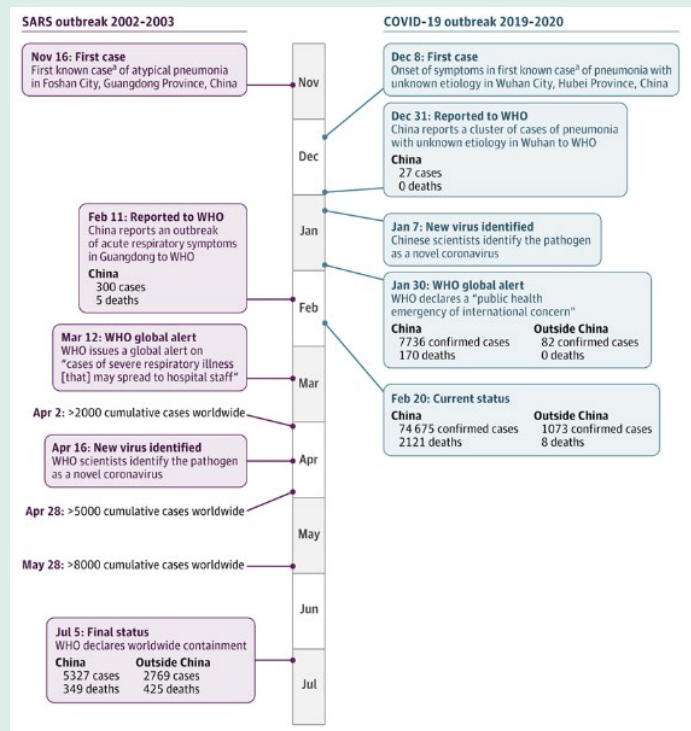 SARS outbreak 2002-2003
Nov 16: First case
First known caseª of atypical pneumonia
in Foshan City, Guangdong Province, China
Feb 11: Reported to WHO
China reports an outbreak
of acute respiratory symptoms
in Guangdong to WHO
China
300 cases
5 deaths
Mar 12: WHO global alert
WHO issues a global alert on
“cases of severe respiratory illness
[that] may spread to hospital staff”
Apr 2: >2000 cumulative cases worldwide
Apr 16: New virus identified
WHO scientists identify the pathogen
as a novel coronavirus
Apr 28: >5000 cumulative cases worldwide
May 28: >8000 cumulative cases worldwide
Jul 5: Final status
WHO declares worldwide containment
China Outside China
5327 cases 2769 cases
349 deaths 425 deaths
Nov
Dec
Jan
Feb
Mar
Apr
May
Jun
Jul
COVID-19 outbreak 2019-2020
Dec 8: First case
Onset of symptoms in first known caseª of pneumonia with
unknown etiology in Wuhan City, Hubei Province, China
Dec 31: Reported to WHO
China reports a cluster of cases of pneumonia
with unknown etiology in Wuhan to WHO
China
27 cases
0 deaths
Jan 7: New virus identified
Chinese scientists identify the pathogen
as a novel coronavirus
Jan 30: WHO global alert
WHO declares a “public health
emergency of international concern”
China Outside China
7736 confirmed cases 82 confirmed cases
170 deaths 0 deaths
Feb 20: Current status
China Outside China
74 675 confirmed cases 1073 confirmed cases
2121 deaths 8 deaths